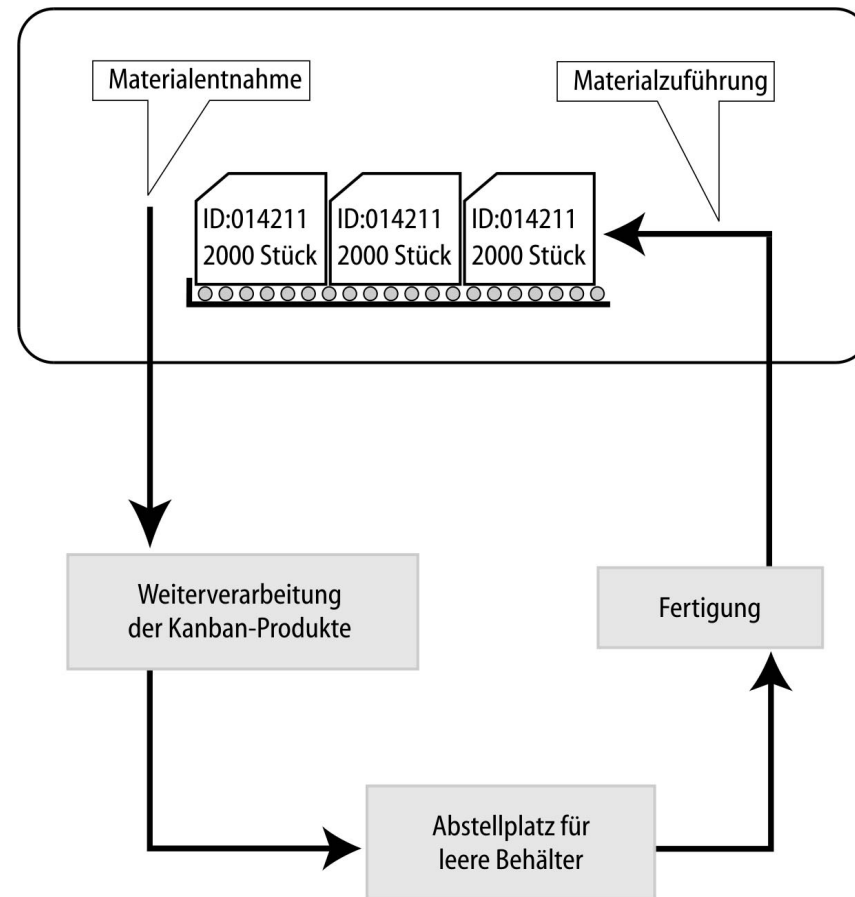 Materialentnahme
Materialzuführung
ID:014211
2000 Stück
ID:014211
2000 Stück
ID:014211
2000 Stück
Weiterverarbeitung
der Kanban-Produkte
Fertigung
Abstellplatz für
leere Behälter